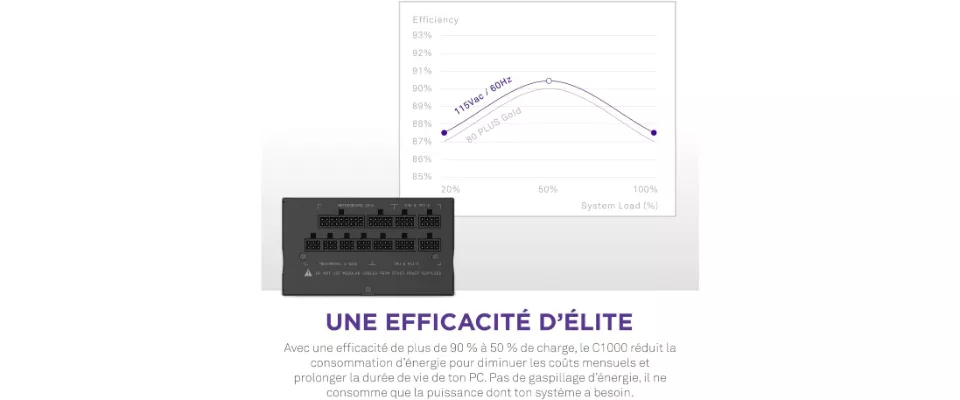 Efficiency
93%
92%
91%
90%
89%
88%
87%
86%
85%
115Vac / 60Hz
80 PLUS Gold
20% 50% 100%
System Load (%)
UNE EFFICACITÉ D’ÉLITE
Avec une efficacité de plus de 90 % à 50 % de charge, le C1000 réduit la
consommation d’énergie pour diminuer les coûts mensuels et
prolonger la durée de vie de ton PC. Pas de gaspillage d’énergie, il ne
consomme que la puissance dont ton système a besoin.